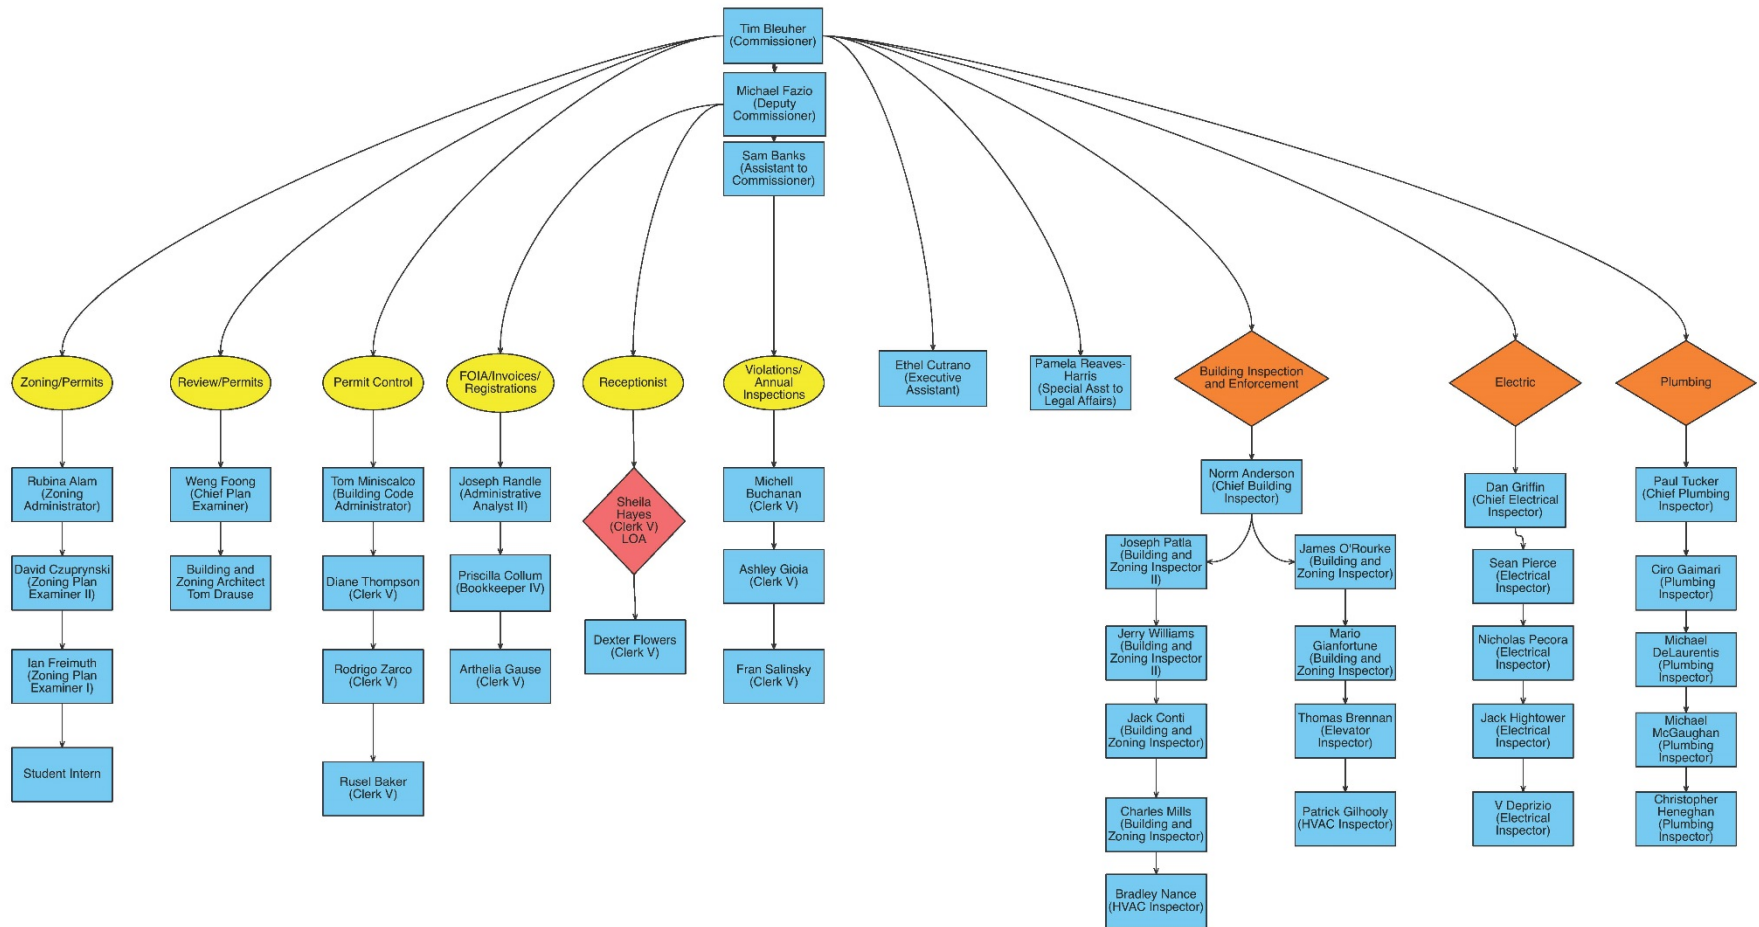 Tim Bleuher
(Commissioner)
Michael Fazio
(Deputy
Commissioner)
Sam Banks
(Assistant to
Commissioner)
Zoning/Permits
Rubina Alam
(Zoning
Administrator)
David Czuprynski
(Zoning Plan
Examiner II)
Ian Freimuth
(Zoning Plan
Examiner I)
Student Intern
Review/Permits
Weng Foong
(Chief Plan
Examiner)
Building and
Zoning Architect
Tom Drause
Permit Control
Tom Miniscalco
(Building Code
Administrator)
Diane Thompson
(Clerk V)
Rodrigo Zarco
(Clerk V)
Rusel Baker
(Clerk V)
FOIA/Invoices/
Registrations
Joseph Randle
(Administrative
Analyst II)
Priscilla Collum
(Bookkeeper IV)
Arthelia Gause
(Clerk V)
Receptionist
Sheila
Hayes
(Clerk V)
LOA
Dexter Flowers
(Clerk V)
Violations/
Annual
Inspections
Michell
Buchanan
(Clerk V)
Ashley Gioia
(Clerk V)
Fran Salinsky
(Clerk V)
Ethel Cutrano
(Executive
Assistant)
Pamela Reaves-
Harris
(Special Asst to
Legal Affairs)
Building Inspection
and Enforcement
Norm Anderson
(Chief Building
Inspector)
Joseph Patla
(Building and
Zoning Inspector
II)
Jerry Williams
(Building and
Zoning Inspector
II)
Jack Conti
(Building and
Zoning Inspector)
Charles Mills
(Building and
Zoning Inspector)
Bradley Nance
(HVAC Inspector)
James O'Rourke
(Building and
Zoning Inspector)
Mario
Gianfortune
(Building and
Zoning Inspector)
Thomas Brennan
(Elevator
Inspector)
Patrick Gilhooly
(HVAC Inspector)
Electric
Dan Griffin
(Chief Electrical
Inspector)
Sean Pierce
(Electrical
Inspector)
Nicholas Pecora
(Electrical
Inspector)
Jack Hightower
(Electrical
Inspector)
V Deprizio
(Electrical
Inspector)
Plumbing
Paul Tucker
(Chief Plumbing
Inspector)
Ciro Gaimari
(Plumbing
Inspector)
Michael
DeLaurentis
(Plumbing
Inspector)
Michael
McGaughan
(Plumbing
Inspector)
Christopher
Heneghan
(Plumbing
Inspector)